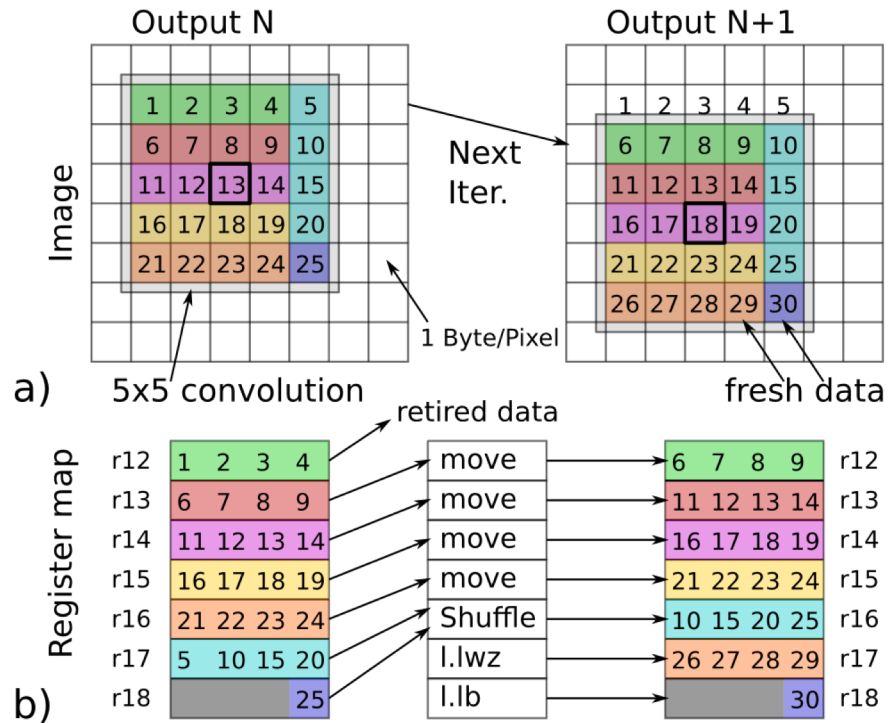 Output N
Output N+1
Image
1 2 3 4 5
6 7 8 9 10
11 12 13 14 15
16 17 18 19 20
21 22 23 24 25
Next
Iter.
1 2 3 4 5
6 7 8 9 10
11 12 13 14 15
16 17 18 19 20
21 22 23 24 25
26 27 28 29 30
1 Byte/Pixel
a)
5x5 convolution
fresh data
retired data
Register map
r12 1 2 3 4 move 6 7 8 9 r12
r13 6 7 8 9 move 11 12 13 14 r13
r14 11 12 13 14 move 16 17 18 19 r14
r15 16 17 18 19 move 21 22 23 24 r15
r16 21 22 23 24 Shuffle 10 15 20 25 r16
r17 5 10 15 20 l.lwz 26 27 28 29 r17
r18 25 l.lb 30 r18
b)